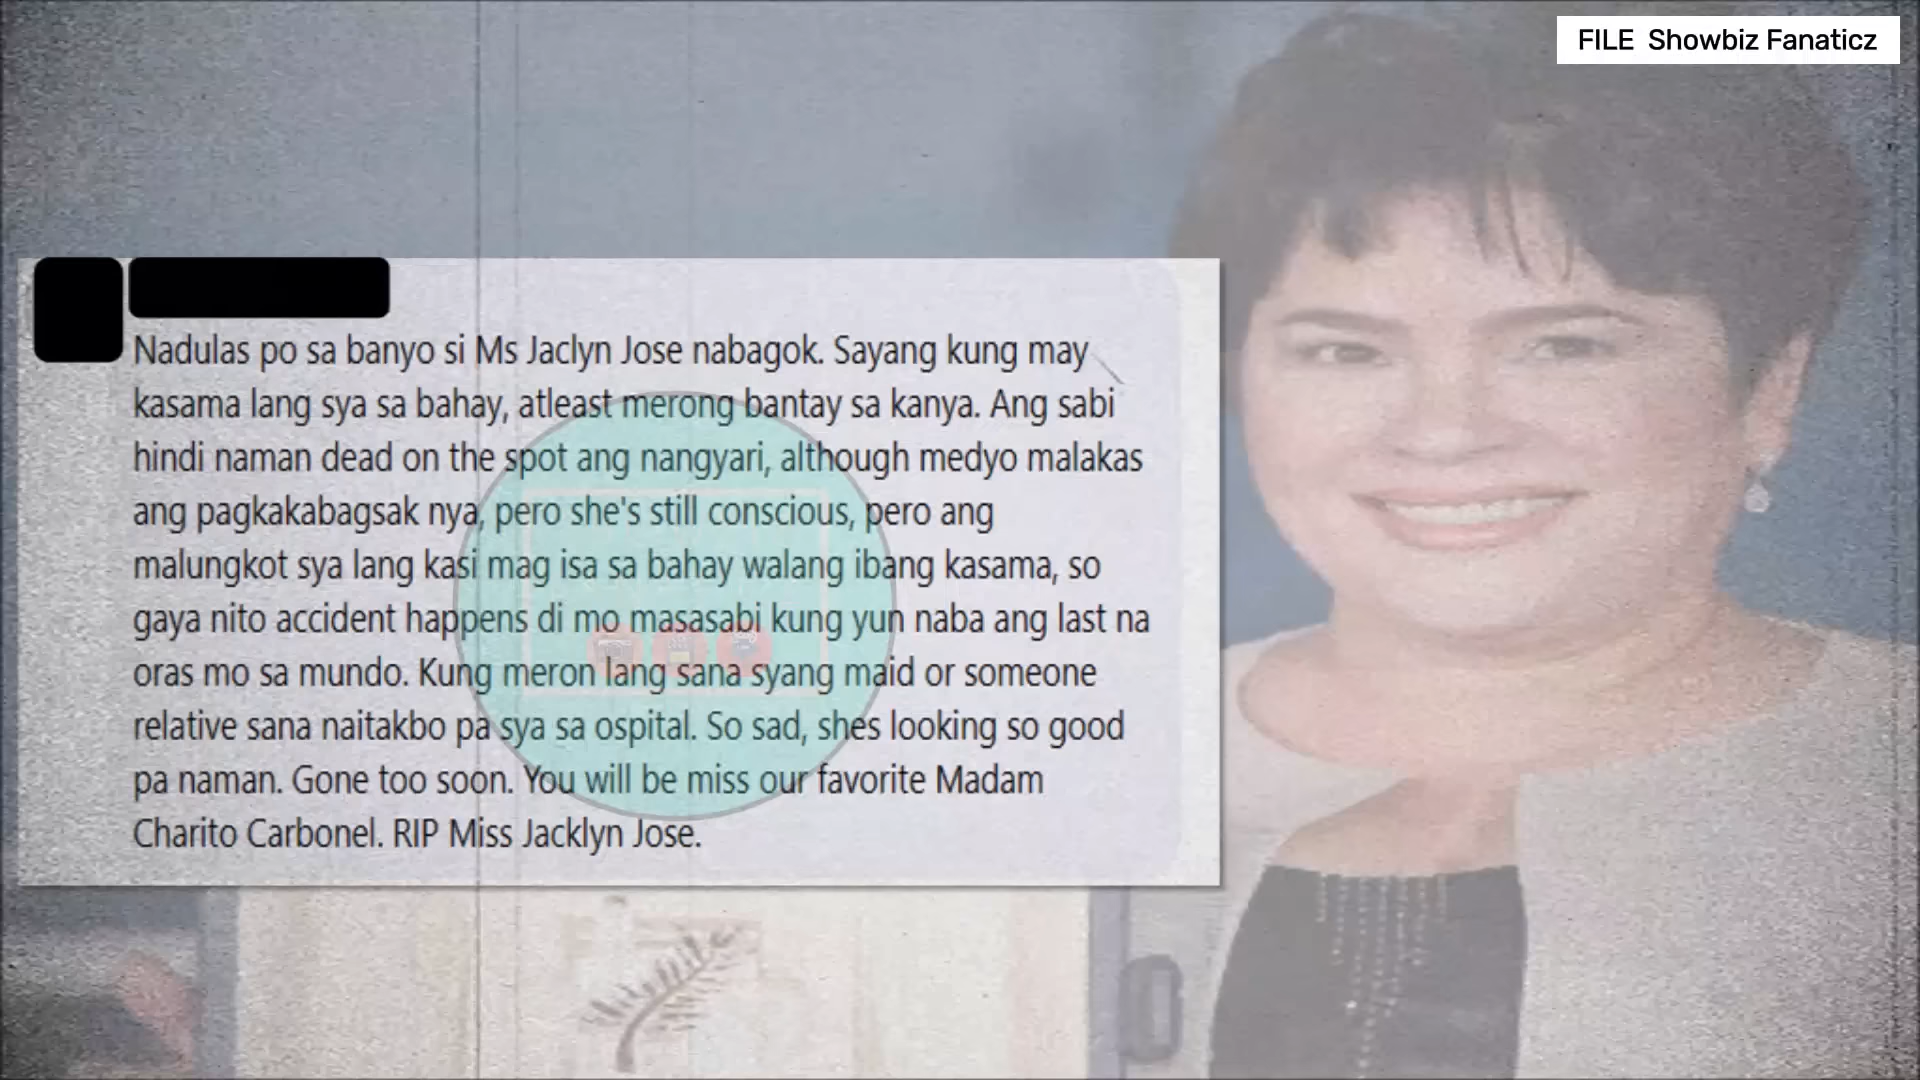 FILE Showbiz Fanaticz
Nadulas po sa banyo si Ms Jaclyn Jose nabagok. Sayang kung may
kasama lang sya sa bahay, atleast merong bantay sa kanya. Ang sabi
hindi naman dead on the spot ang nangyari, although medyo malakas
ang pagkakabagsak nya, pero she's still conscious, pero ang
malungkot sya lang kasi mag isa sa bahay walang ibang kasama, so
gaya nito accident happens di mo masasabi kung yun naba ang last na
oras mo sa mundo. Kung meron lang sana syang maid or someone
relative sana naitakbo pa sya sa ospital. So sad, shes looking so good
pa naman. Gone too soon. You will be miss our favorite Madam
Charito Carbonel. RIP Miss Jacklyn Jose.